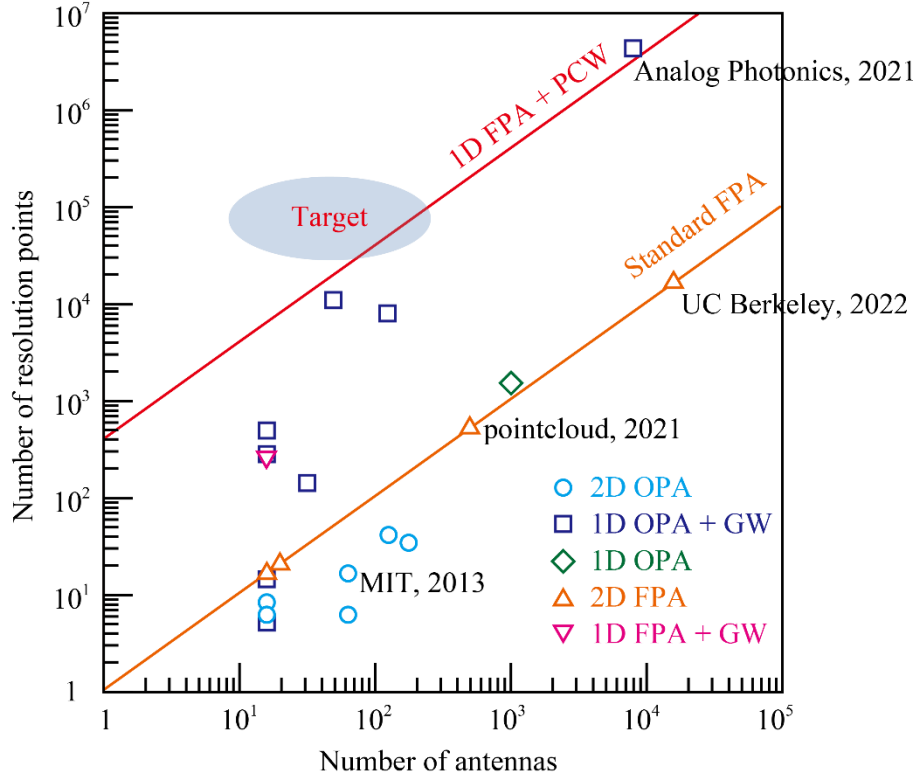 10^7
10^6
10^5
10^4
10^3
10^2
10^1
1
Number of resolution points
1D FPA + PCW
Analog Photonics, 2021
Target
Standard FPA
UC Berkeley, 2022
pointcloud, 2021
MIT, 2013
2D OPA
1D OPA + GW
1D OPA
2D FPA
1D FPA + GW
1 10^1 10^2 10^3 10^4 10^5
Number of antennas